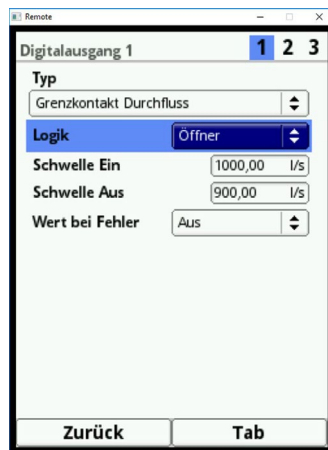 Remote
Digitalausgang 1 1 2 3
Typ
Grenzkontakt Durchfluss
Logik Öffner
Schwelle Ein 1000,00 l/s
Schwelle Aus 900,00 l/s
Wert bei Fehler Aus
Zurück Tab